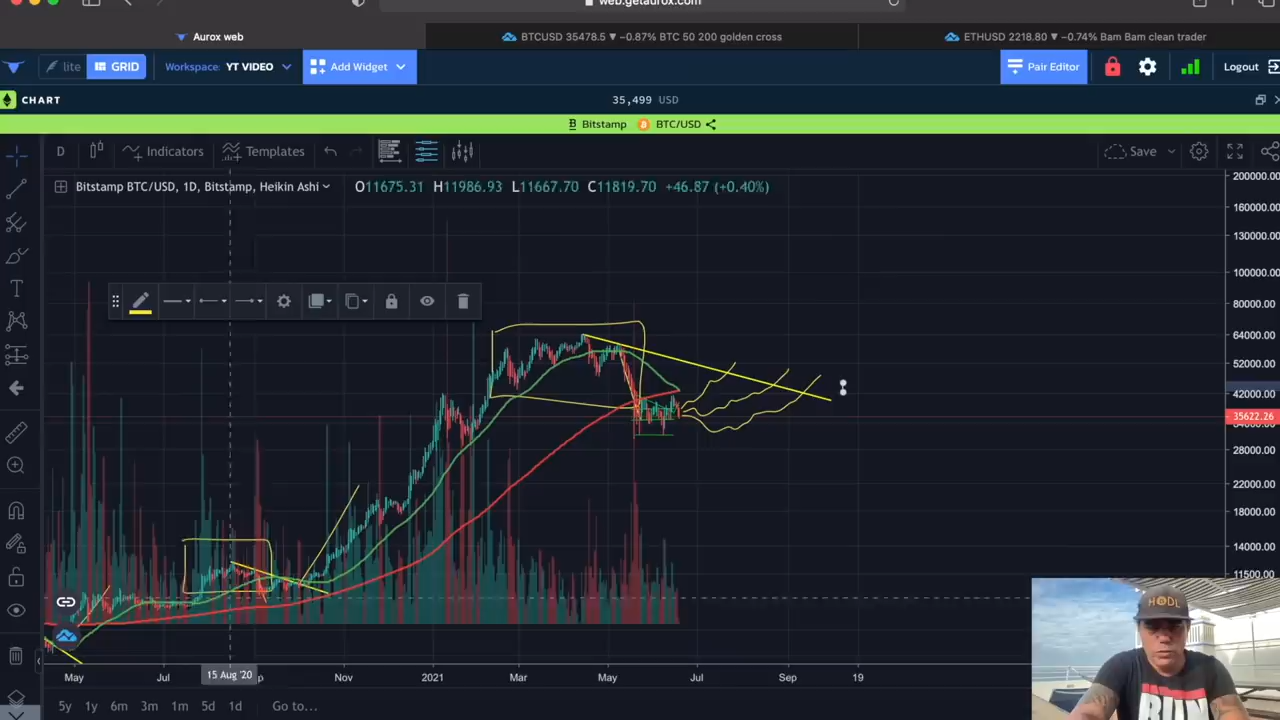 web.getaurox.com
Aurox web
BTCUSD 35478.5 ▼ −0.87% BTC 50 200 golden cross
ETHUSD 2218.80 ▼ −0.74% Bam Bam clean trader
lite
GRID
Workspace: YT VIDEO
Add Widget
Pair Editor
Logout
CHART
35,499 USD
Bitstamp BTC/USD
D
Indicators
Templates
Save
Bitstamp BTC/USD, 1D, Bitstamp, Heikin Ashi
O11675.31 H11986.93 L11667.70 C11819.70 +46.87 (+0.40%)
200000.00
160000.00
130000.00
100000.00
80000.00
64000.00
52000.00
42000.00
35622.26
28000.00
22000.00
18000.00
14000.00
11500.00
HODL
RUN
May
Jul
15 Aug '20
Nov
2021
Mar
May
Jul
Sep
19
5y
1y
6m
3m
1m
5d
1d
Go to...